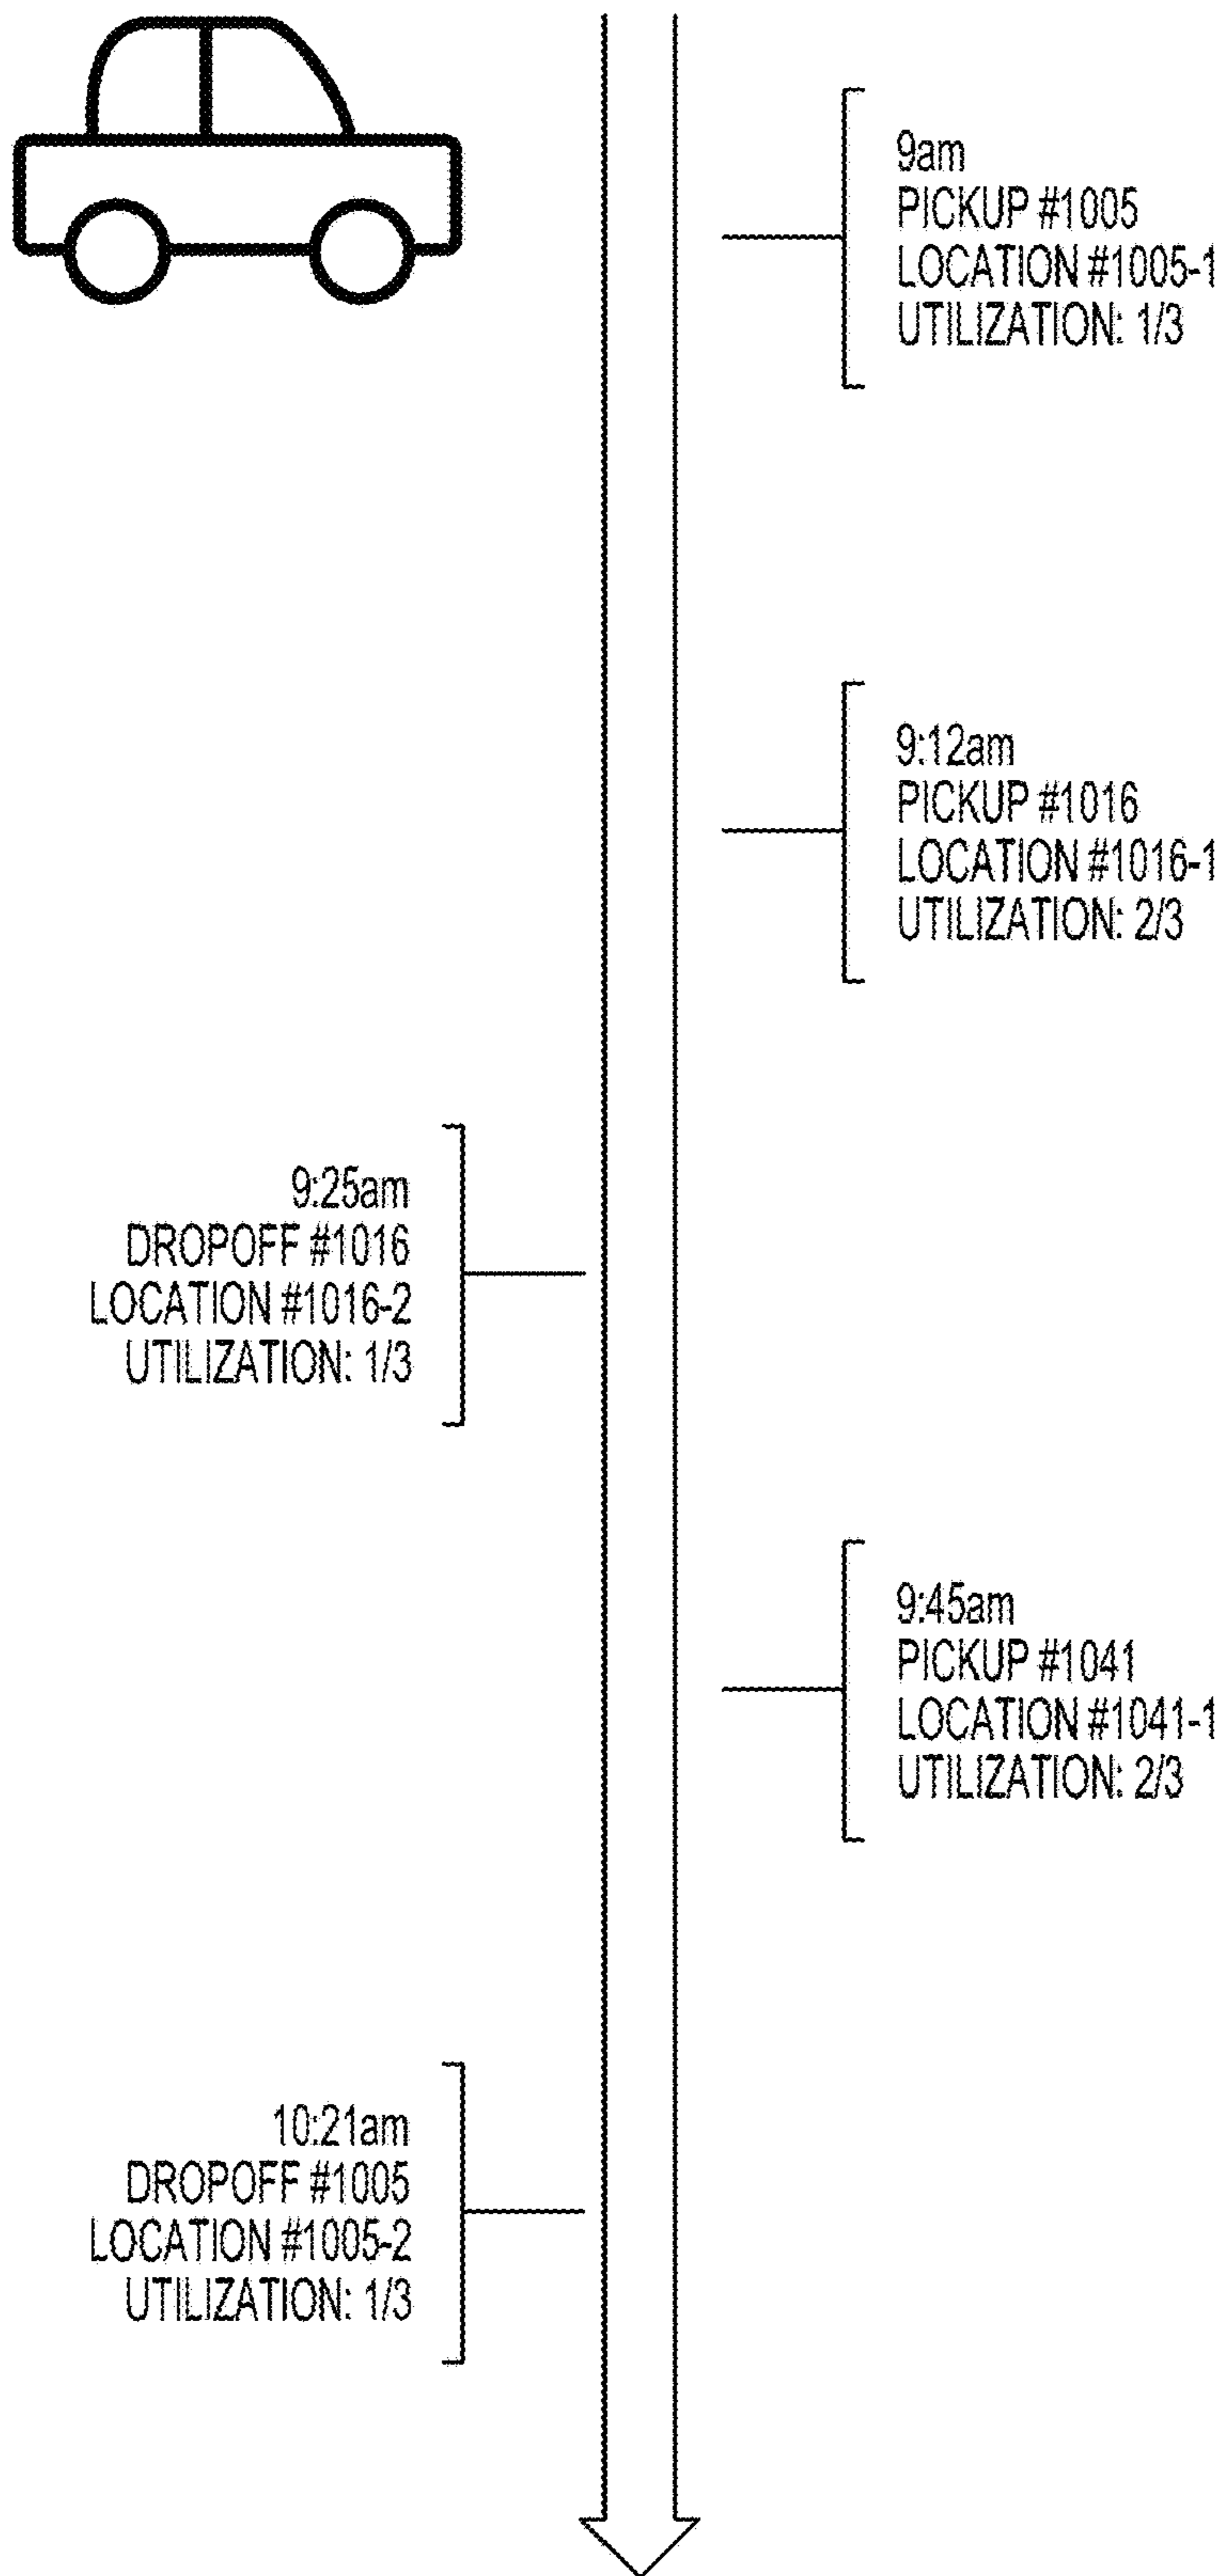 9am
PICKUP #1005
LOCATION #1005-1
UTILIZATION: 1/3
9:12am
PICKUP #1016
LOCATION #1016-1
UTILIZATION: 2/3
9:25am
DROPOFF #1016
LOCATION #1016-2
UTILIZATION: 1/3
9:45am
PICKUP #1041
LOCATION #1041-1
UTILIZATION: 2/3
10:21am
DROPOFF #1005
LOCATION #1005-2
UTILIZATION: 1/3